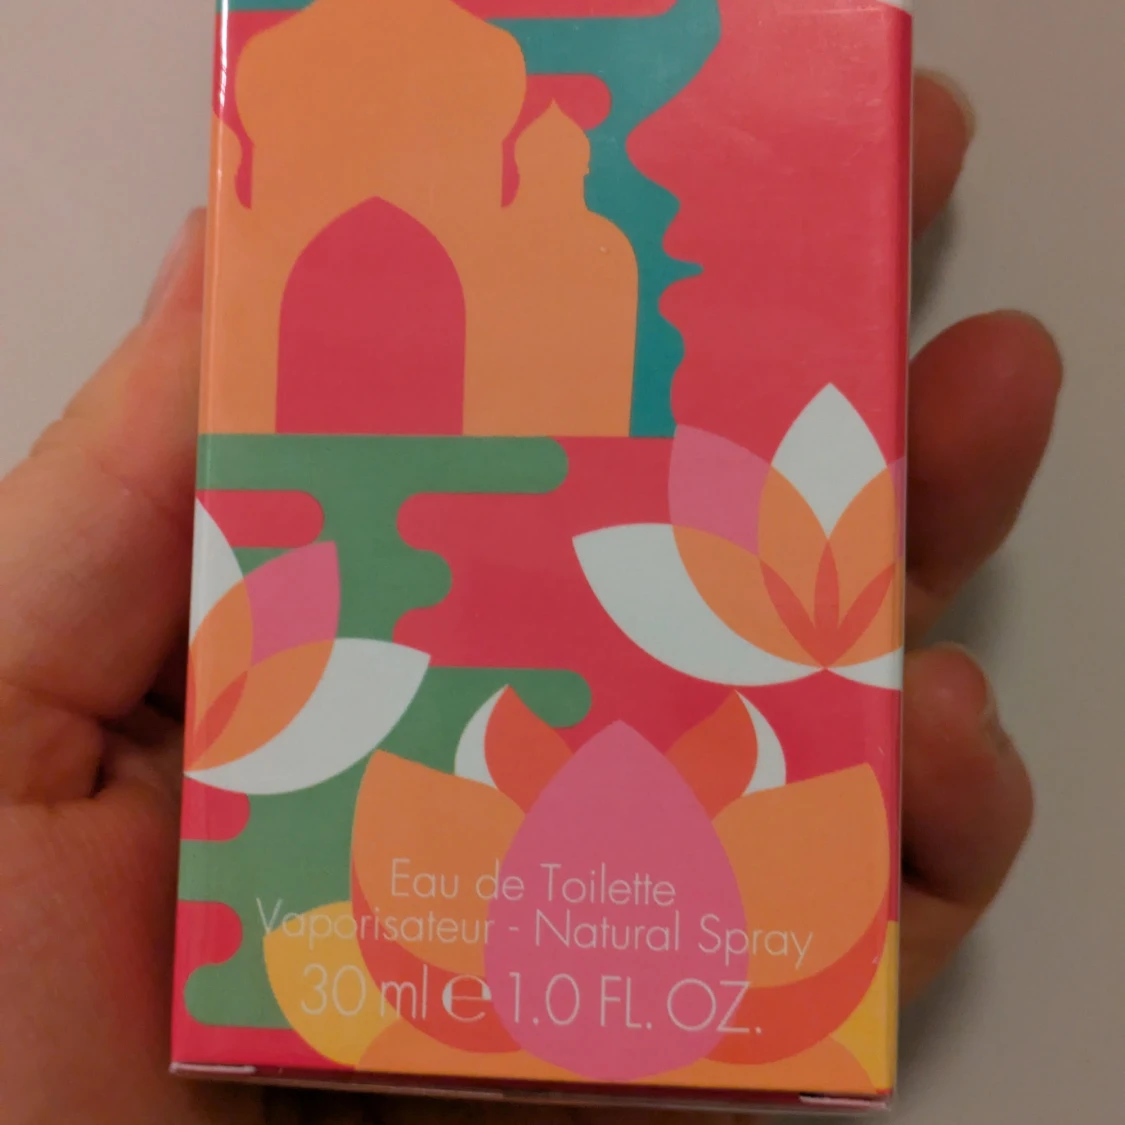 Eau de Toilette
Vaporisateur - Natural Spray
30 ml e 1.0 FL. OZ.